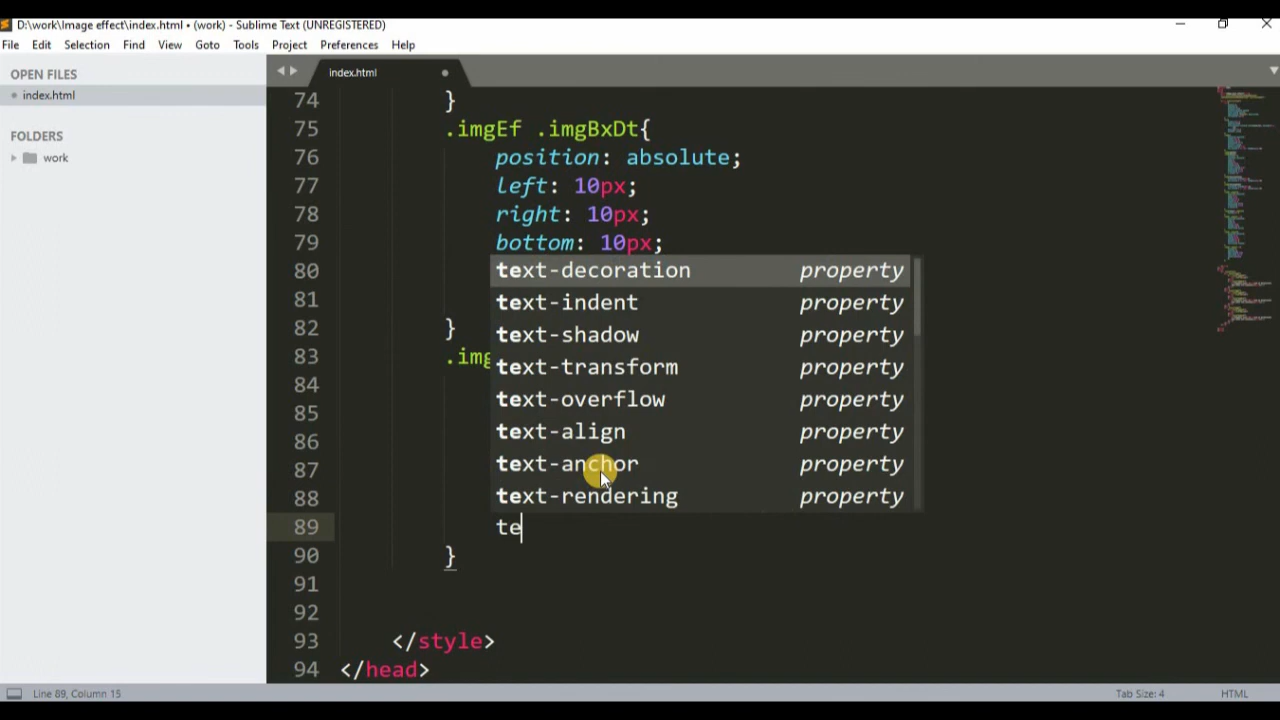 D:\work\Image effect\index.html • (work) - Sublime Text (UNREGISTERED)
File Edit Selection Find View Goto Tools Project Preferences Help
OPEN FILES
index.html
FOLDERS
work
index.html
74 }
75 .imgEf .imgBxDt{
76 position: absolute;
77 left: 10px;
78 right: 10px;
79 bottom: 10px;
80 text-decoration property
81 text-indent property
text-shadow property
82 }
83 .img
text-transform property
84 text-overflow property
85 text-align property
86
87 text-anchor property
88 text-rendering property
89 te
90 }
91
92
93 </style>
94 </head>
Line 89, Column 15
Tab Size: 4
HTML